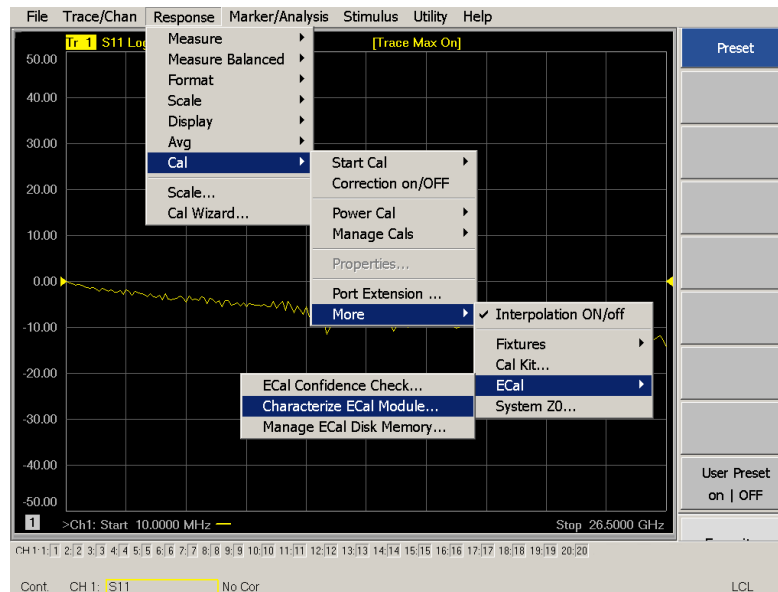 File Trace/Chan Response Marker/Analysis Stimulus Utility Help
Tr 1 S11 Log
[Trace Max On]
50.00
40.00
30.00
20.00
10.00
0.00
-10.00
-20.00
-30.00
-40.00
-50.00
Measure
Measure Balanced
Format
Scale
Display
Avg
Cal
Scale...
Cal Wizard...
Start Cal
Correction on/OFF
Power Cal
Manage Cals
Properties...
Port Extension ...
More
Interpolation ON/off
Fixtures
Cal Kit...
ECal
System Z0...
ECal Confidence Check...
Characterize ECal Module...
Manage ECal Disk Memory...
Preset
User Preset
on | OFF
1 >Ch1: Start 10.0000 MHz
Stop 26.5000 GHz
CH 1: 1: 1 2: 2 3: 3 4: 4 5: 5 6: 6 7: 7 8: 8 9: 9 10:10 11:11 12:12 13:13 14:14 15:15 16:16 17:17 18:18 19:19 20:20
Cont. CH 1: S11 No Cor LCL